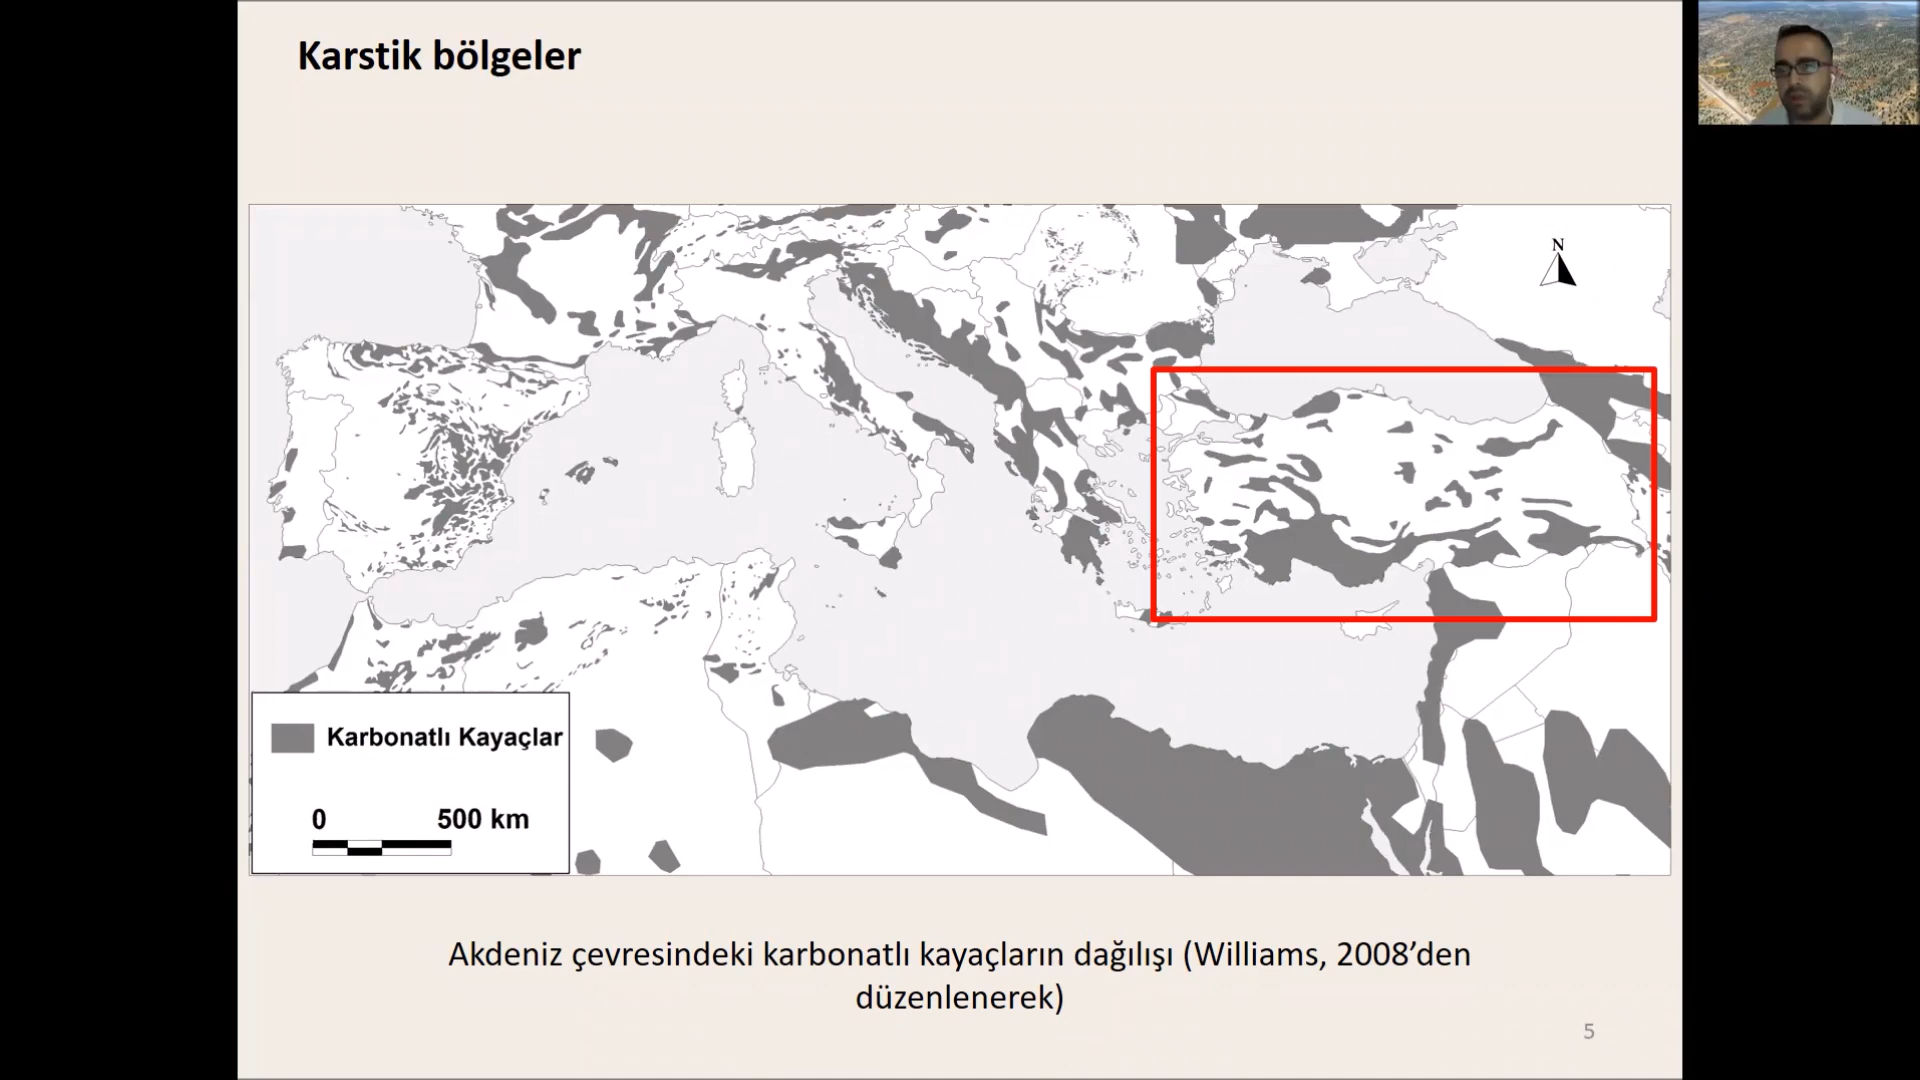 Karstik bölgeler
N
Karbonatlı Kayaçlar
0 500 km
Akdeniz çevresindeki karbonatlı kayaçların dağılışı (Williams, 2008’den
düzenlenerek)
5